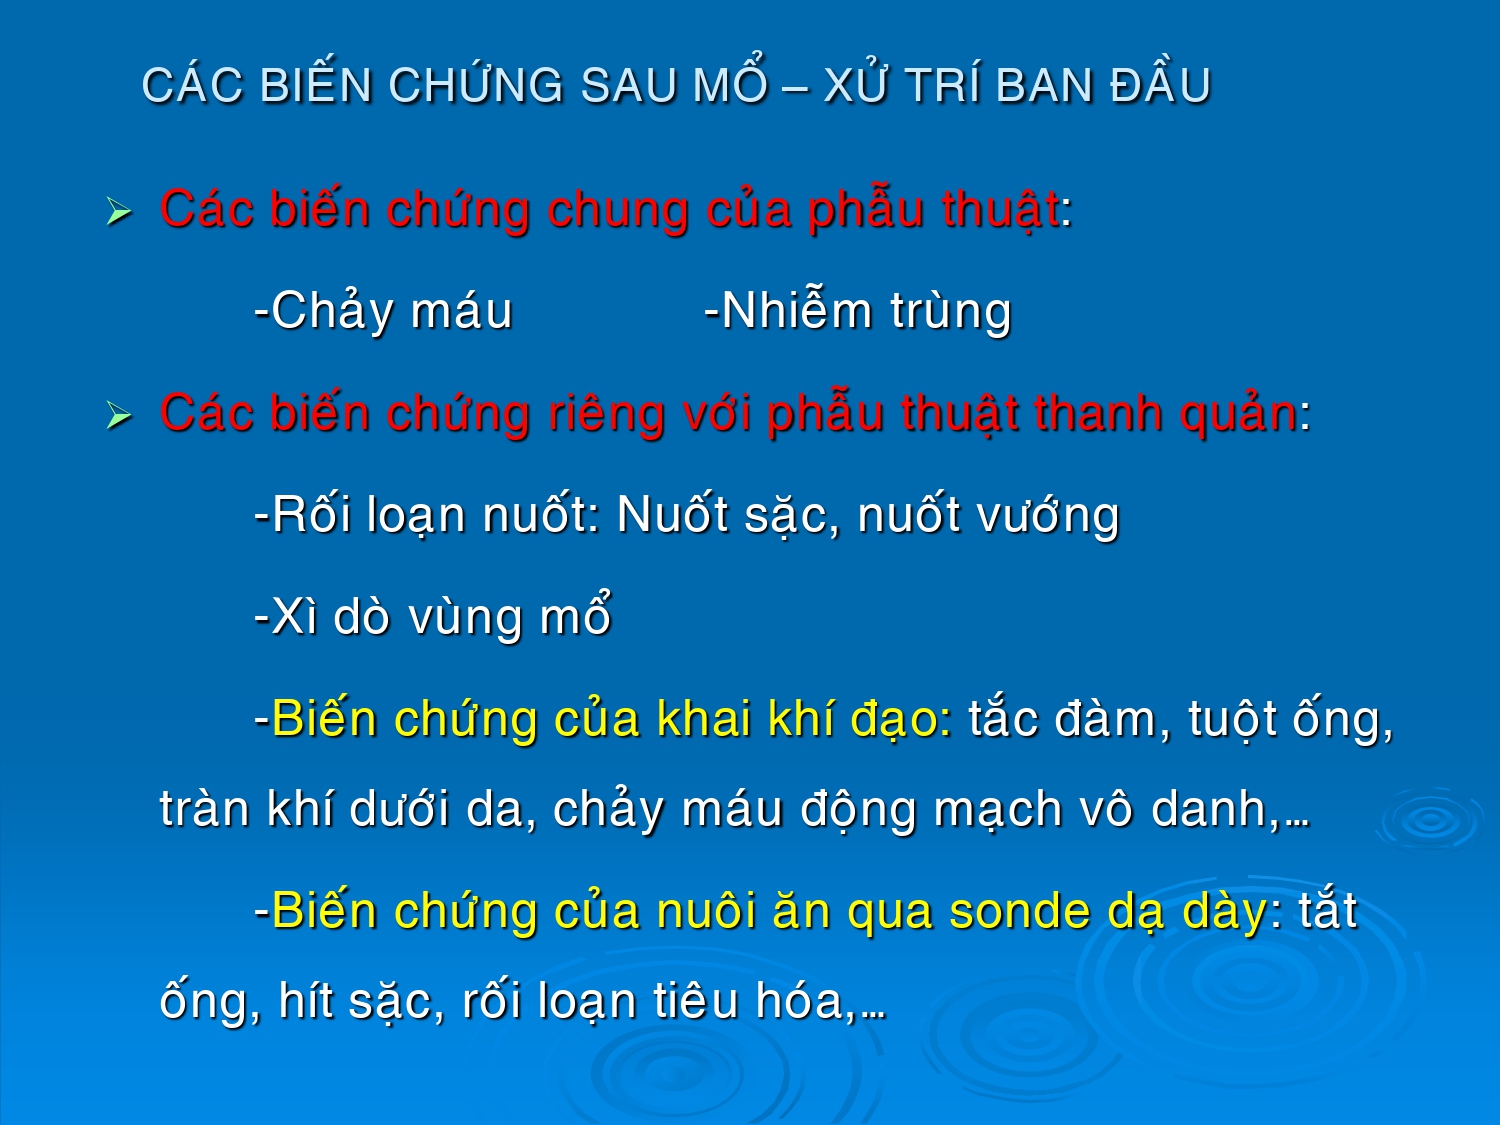 CÁC BIẾN CHỨNG SAU MỔ – XỬ TRÍ BAN ĐẦU
Các biến chứng chung của phẫu thuật:
-Chảy máu -Nhiễm trùng
Các biến chứng riêng với phẫu thuật thanh quản:
-Rối loạn nuốt: Nuốt sặc, nuốt vướng
-Xì dò vùng mổ
-Biến chứng của khai khí đạo: tắc đàm, tuột ống,
tràn khí dưới da, chảy máu động mạch vô danh,…
-Biến chứng của nuôi ăn qua sonde dạ dày: tắt
ống, hít sặc, rối loạn tiêu hóa,…